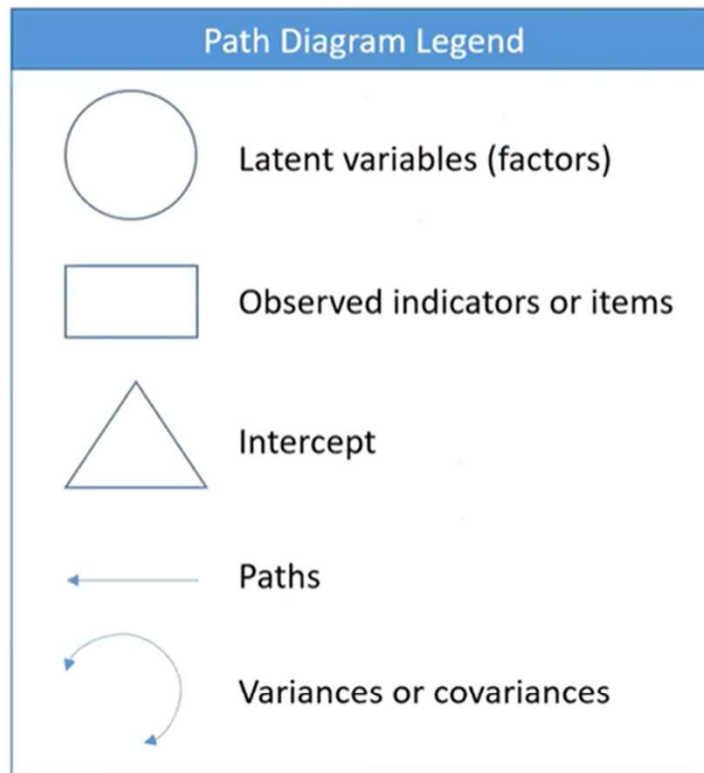 Path Diagram Legend
Latent variables (factors)
Observed indicators or items
Intercept
Paths
Variances or covariances